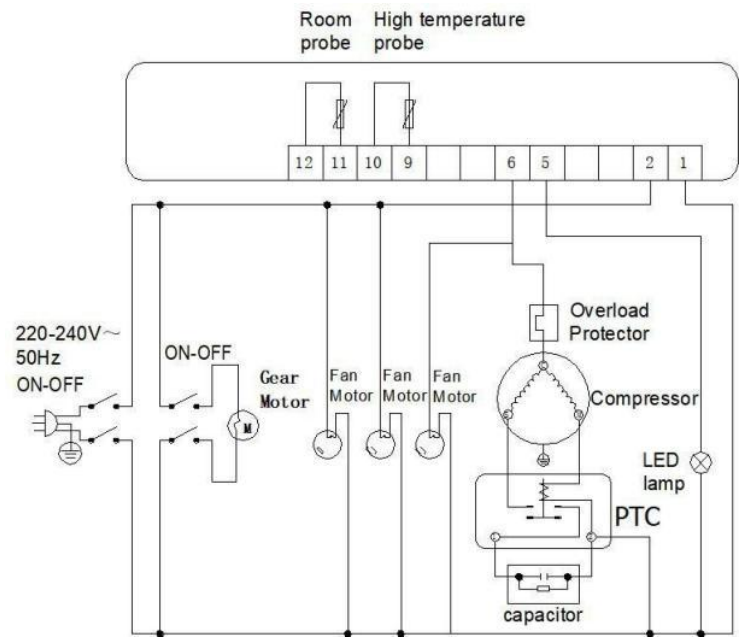 Room probe
High temperature probe
12 11 10 9 6 5 2 1
220-240V~
50Hz
ON-OFF
ON-OFF
Gear Motor
M
Fan Motor
Fan Motor
Fan Motor
Overload Protector
Compressor
LED lamp
PTC
capacitor